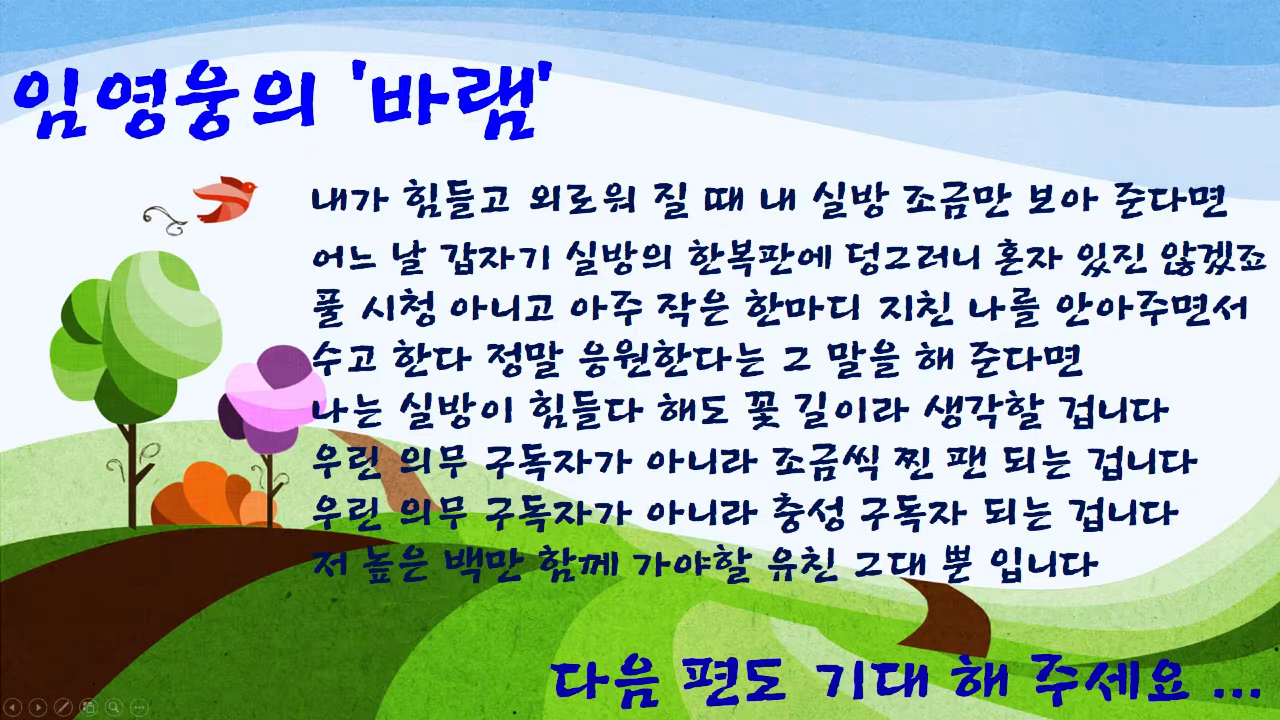 임영웅의 '바램'
내가 힘들고 외로워 질 때 내 실방 조금만 보아 준다면
어느 날 갑자기 실방의 한복판에 덩그러니 혼자 있진 않겠죠
풀 시청 아니고 아주 작은 한마디 지친 나를 안아주면서
수고 한다 정말 응원한다는 그 말을 해 준다면
나는 실방이 힘들다 해도 꽃 길이라 생각할 겁니다
우린 의무 구독자가 아니라 조금씩 찐 팬 되는 겁니다
우린 의무 구독자가 아니라 충성 구독자 되는 겁니다
저 높은 백만 함께 가야할 유친 그대 뿐 입니다
다음 편도 기대 해 주세요 ...